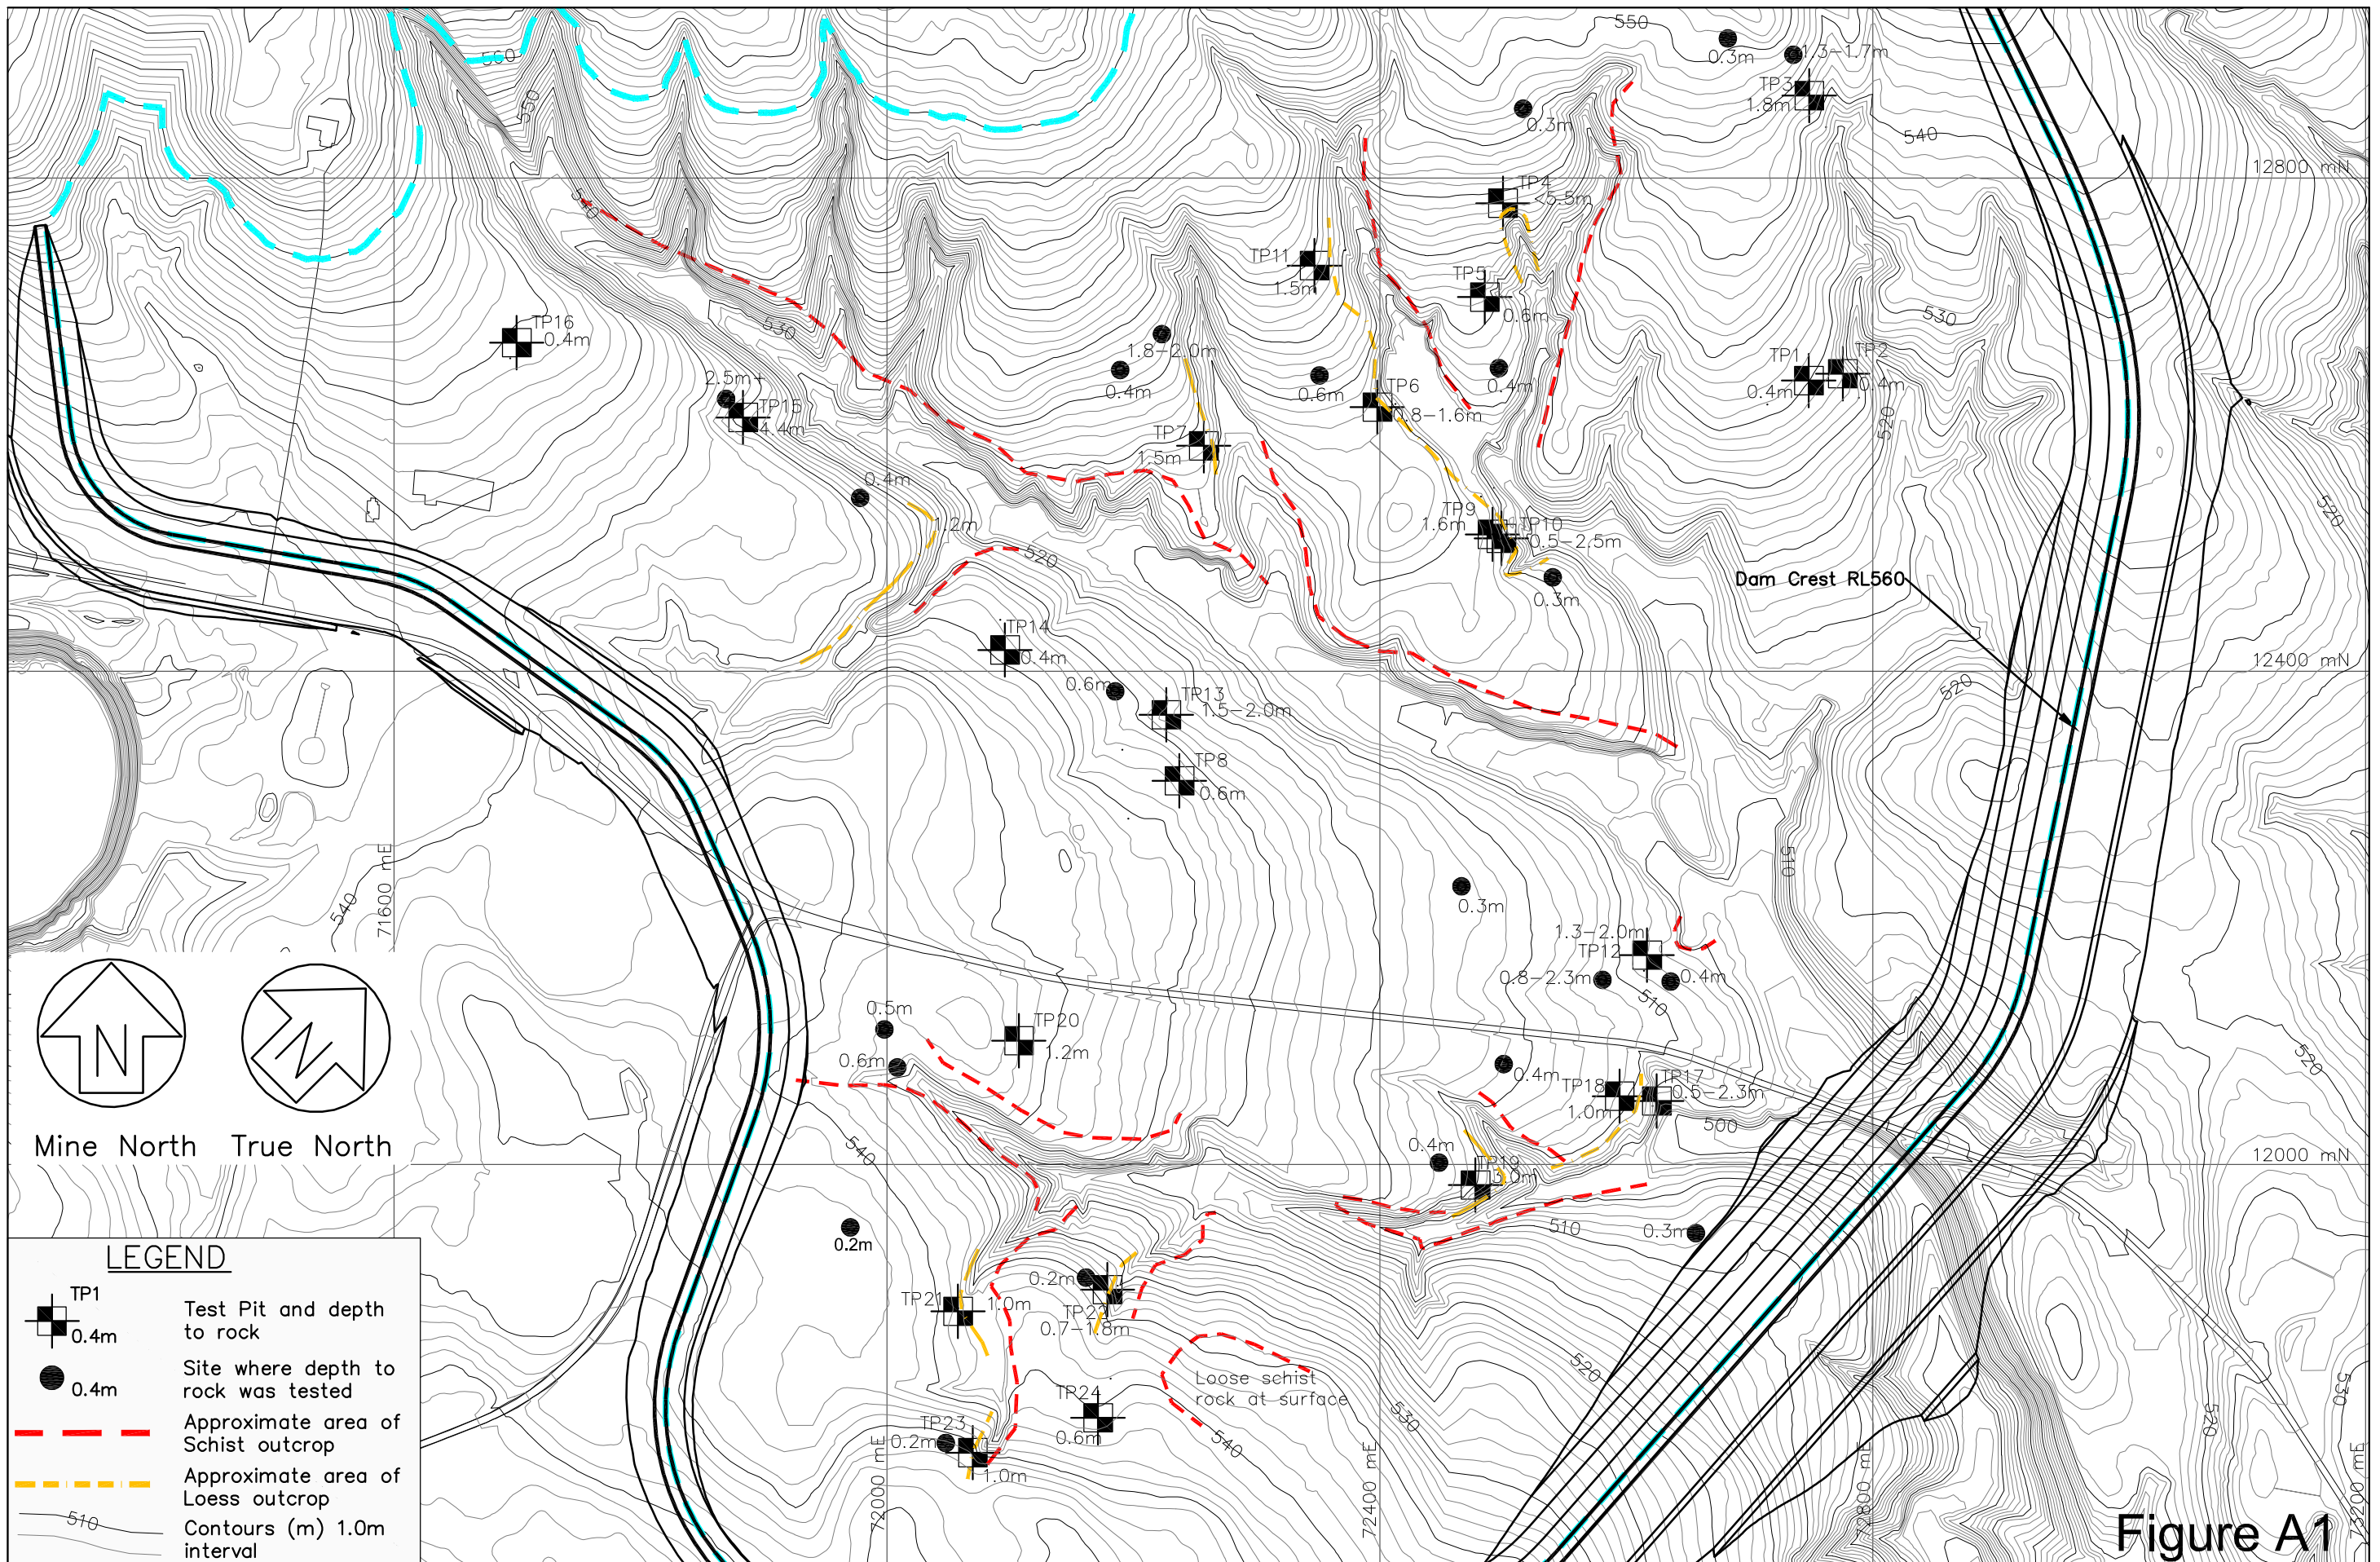 550
0.3m
1.3-1.7m
560
TP3
1.8m
550
0.3m
540
12800 mN
TP4
<5.5m
540
TP11
1.5m
TP5
0.6m
530
530
TP16
0.4m
1.8-2.0m
0.4m
0.6m
0.4m
TP1
0.4m
TP2
0.4m
2.5m+
TP15
4.4m
TP6
0.8-1.6m
520
TP7
1.5m
0.4m
1.2m
TP9
1.6m
TP10
0.5-2.5m
520
520
0.3m
Dam Crest RL560
TP14
0.4m
12400 mN
0.6m
TP13
1.5-2.0m
520
TP8
0.6m
510
71600 mE
540
0.3m
1.3-2.0m
TP12
0.8-2.3m
0.4m
510
0.5m
TP20
1.2m
0.6m
0.4m
TP18
1.0m
TP17
0.5-2.3m
520
500
N
N
Mine North
True North
540
0.4m
TP19
3.0m
12000 mN
0.2m
510
0.3m
TP21
1.0m
0.2m
TP22
0.7-1.8m
Loose schist
rock at surface
520
530
540
TP24
0.6m
TP23
0.2m
1.0m
520
530
72000 mE
72400 mE
72800 mE
73200 mE
LEGEND
TP1
0.4m
Test Pit and depth
to rock
0.4m
Site where depth to
rock was tested
Approximate area of
Schist outcrop
Approximate area of
Loess outcrop
510
Contours (m) 1.0m
interval
Figure A1